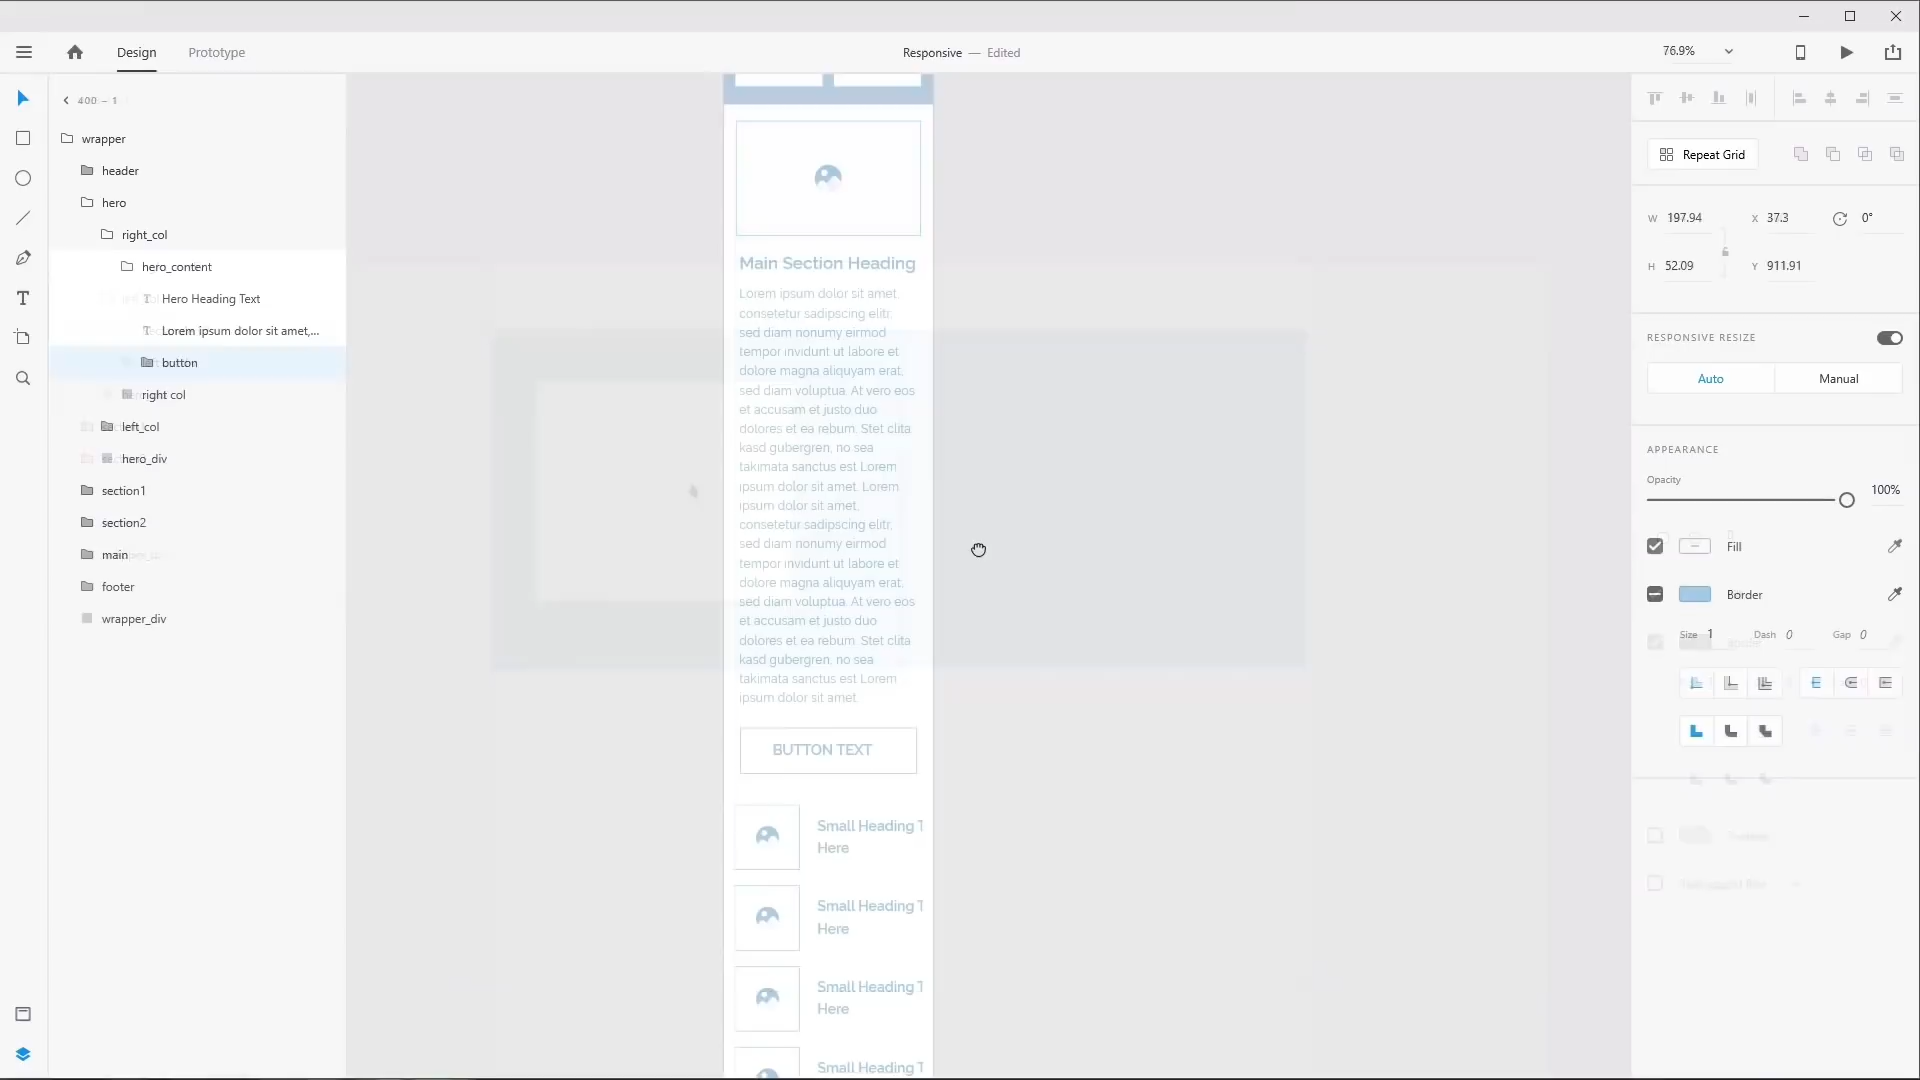 Design
Prototype
Responsive — Edited
76.9%
400 – 1
wrapper
header
hero
right_col
hero_content
Hero Heading Text
Lorem ipsum dolor sit amet,...
button
right col
left_col
hero_div
section1
section2
main
footer
wrapper_div
Main Section Heading
Lorem ipsum dolor sit amet,
consetetur sadipscing elitr,
sed diam nonumy eirmod
tempor invidunt ut labore et
dolore magna aliquyam erat,
sed diam voluptua. At vero eos
et accusam et justo duo
dolores et ea rebum. Stet clita
kasd gubergren, no sea
takimata sanctus est Lorem
ipsum dolor sit amet. Lorem
ipsum dolor sit amet,
consetetur sadipscing elitr,
sed diam nonumy eirmod
tempor invidunt ut labore et
dolore magna aliquyam erat,
sed diam voluptua. At vero eos
et accusam et justo duo
dolores et ea rebum. Stet clita
kasd gubergren, no sea
takimata sanctus est Lorem
ipsum dolor sit amet.
BUTTON TEXT
Small Heading T
Here
Small Heading T
Here
Small Heading T
Here
Small Heading T
Repeat Grid
W 197.94 X 37.3 0°
H 52.09 Y 911.91
RESPONSIVE RESIZE
Auto Manual
APPEARANCE
Opacity
100%
Fill
Border
Size 1 Dash 0 Gap 0